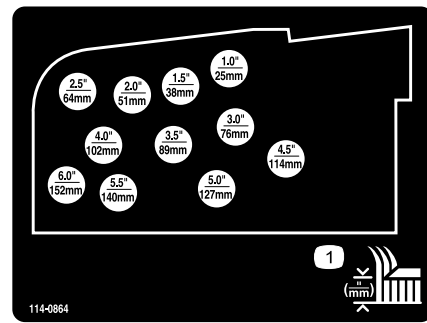 1.0"
25mm
1.5"
38mm
2.5"
64mm
2.0"
51mm
3.0"
76mm
4.0"
102mm
3.5"
89mm
4.5"
114mm
6.0"
152mm
5.5"
140mm
5.0"
127mm
1
"
(mm)
114-0864